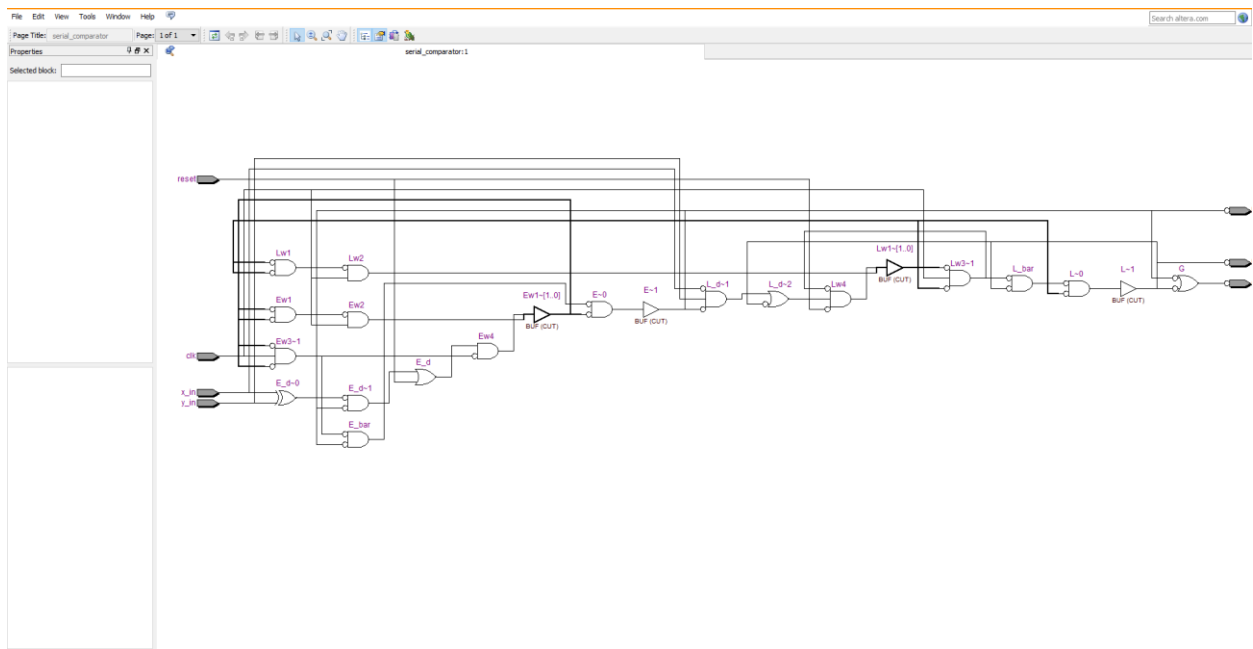 File Edit View Tools Window Help
Search altera.com
Page Title: serial_comparator Page: 1 of 1
Properties
serial_comparator:1
Selected block:
reset
Lw1
Lw2
Lw1~[1..0]
BUF (CUT)
Lw3~1
L_bar
L~0
L~1
BUF (CUT)
G
Ew1
Ew2
Ew1~[1..0]
BUF (CUT)
E~0
E~1
BUF (CUT)
L_d~1
L_d~2
Lw4
clk
Ew3~1
E_d
Ew4
x_in
y_in
E_d~0
E_d~1
E_bar